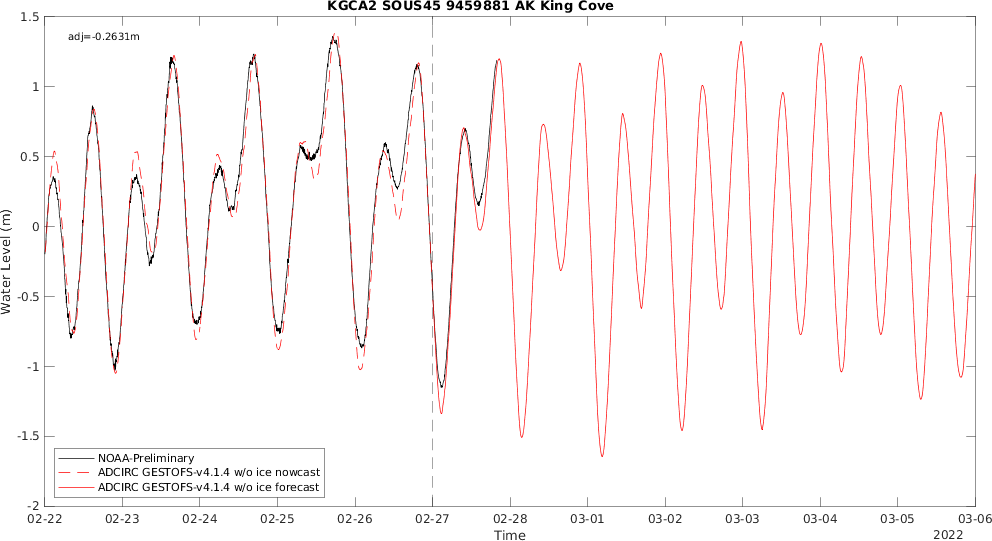 KGCA2 SOUS45 9459881 AK King Cove
adj=-0.2631m
1.5
1
0.5
0
-0.5
-1
-1.5
-2
Water Level (m)
NOAA-Preliminary
ADCIRC GESTOFS-v4.1.4 w/o ice nowcast
ADCIRC GESTOFS-v4.1.4 w/o ice forecast
02-22 02-23 02-24 02-25 02-26 02-27 02-28 03-01 03-02 03-03 03-04 03-05 03-06
Time
2022